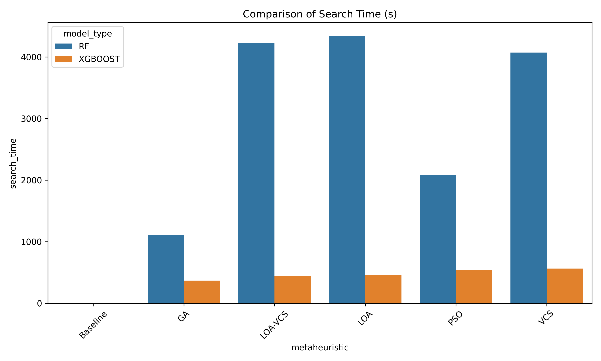 Comparison of Search Time (s)
model_type
RF
XGBOOST
search_time
4000
3000
2000
1000
0
Baseline
GA
LOA-VCS
LOA
PSO
VCS
metaheuristic